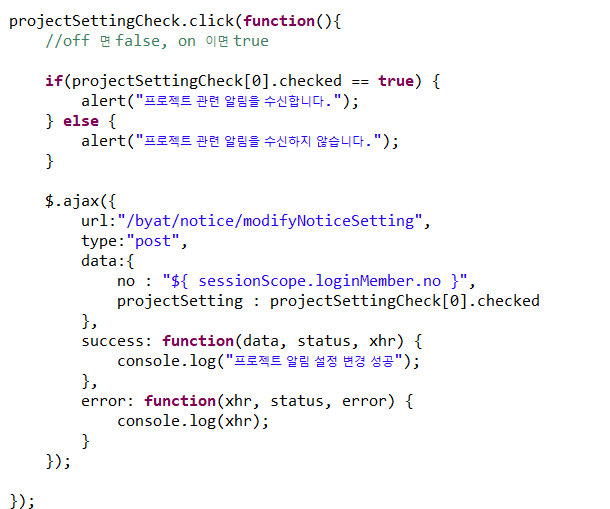 projectSettingCheck.click(function(){
    //off 면 false, on 이면 true

    if(projectSettingCheck[0].checked == true) {
        alert("프로젝트 관련 알림을 수신합니다.");
    } else {
        alert("프로젝트 관련 알림을 수신하지 않습니다.");
    }

    $.ajax({
        url:"/byat/notice/modifyNoticeSetting",
        type:"post",
        data:{
            no : "${ sessionScope.loginMember.no }",
            projectSetting : projectSettingCheck[0].checked
        },
        success: function(data, status, xhr) {
            console.log("프로젝트 알림 설정 변경 성공");
        },
        error: function(xhr, status, error) {
            console.log(xhr);
        }
    });

});